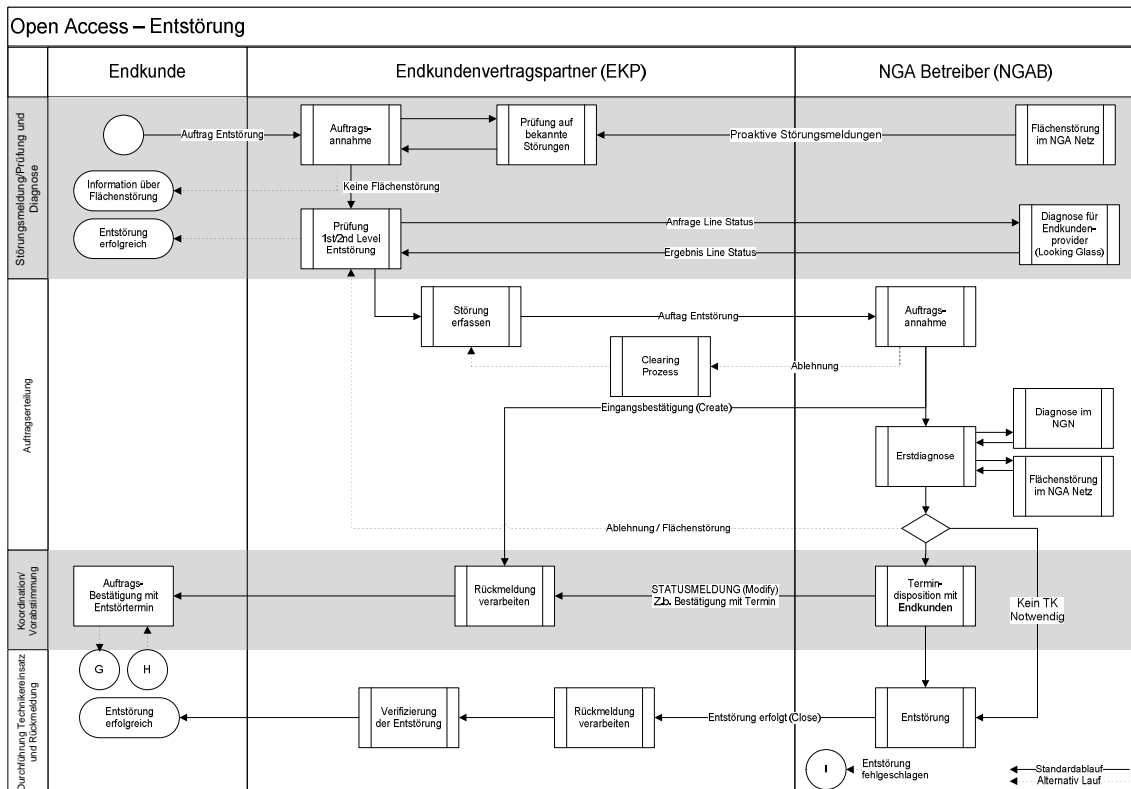 Open Access – Entstörung
Endkunde
Endkundenvertragspartner (EKP)
NGA Betreiber (NGAB)
Störungsmeldung/Prüfung und
Diagnose
Auftrag Entstörung
Auftrags-
annahme
Prüfung auf
bekannte
Störungen
Proaktive Störungsmeldungen
Flächenstörung
im NGA Netz
Information über
Flächenstörung
Keine Flächenstörung
Entstörung
erfolgreich
Prüfung
1st/2nd Level
Entstörung
Anfrage Line Status
Ergebnis Line Status
Diagnose für
Endkunden-
provider
(Looking Glass)
Auftragserteilung
Störung
erfassen
Auftag Entstörung
Auftrags-
annahme
Clearing
Prozess
Ablehnung
Eingangsbestätigung (Create)
Diagnose im
NGN
Erstdiagnose
Flächenstörung
im NGA Netz
Ablehnung / Flächenstörung
Koordination/
Vorabstimmung
Auftrags-
Bestätigung mit
Entstörtermin
Rückmeldung
verarbeiten
STATUSMELDUNG (Modify)
Z.b. Bestätigung mit Termin
Termin-
disposition mit
Endkunden
Kein TK
Notwendig
G
H
Durchführung Technikereinsatz
und Rückmeldung
Entstörung
erfolgreich
Verifizierung
der Entstörung
Rückmeldung
verarbeiten
Entstörung erfolgt (Close)
Entstörung
I
Entstörung
fehlgeschlagen
Standardablauf
Alternativ Lauf